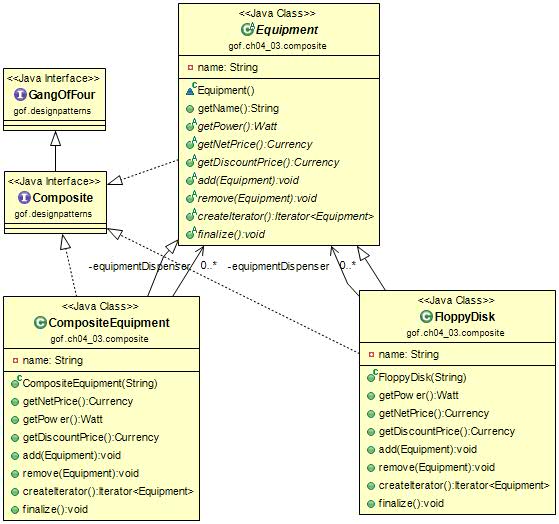 <<Java Class>>
Equipment
gof.ch04_03.composite
name: String
Equipment()
getName():String
getPower():Watt
getNetPrice():Currency
getDiscountPrice():Currency
add(Equipment):void
remove(Equipment):void
createIterator():Iterator<Equipment>
finalize():void
<<Java Interface>>
GangOfFour
gof.designpatterns
<<Java Interface>>
Composite
gof.designpatterns
-equipmentDispenser 0..* -equipmentDispenser 0..*
<<Java Class>>
CompositeEquipment
gof.ch04_03.composite
name: String
CompositeEquipment(String)
getNetPrice():Currency
getPower():Watt
getDiscountPrice():Currency
add(Equipment):void
remove(Equipment):void
createIterator():Iterator<Equipment>
finalize():void
<<Java Class>>
FloppyDisk
gof.ch04_03.composite
name: String
FloppyDisk(String)
getPower():Watt
getNetPrice():Currency
getDiscountPrice():Currency
add(Equipment):void
remove(Equipment):void
createIterator():Iterator<Equipment>
finalize():void